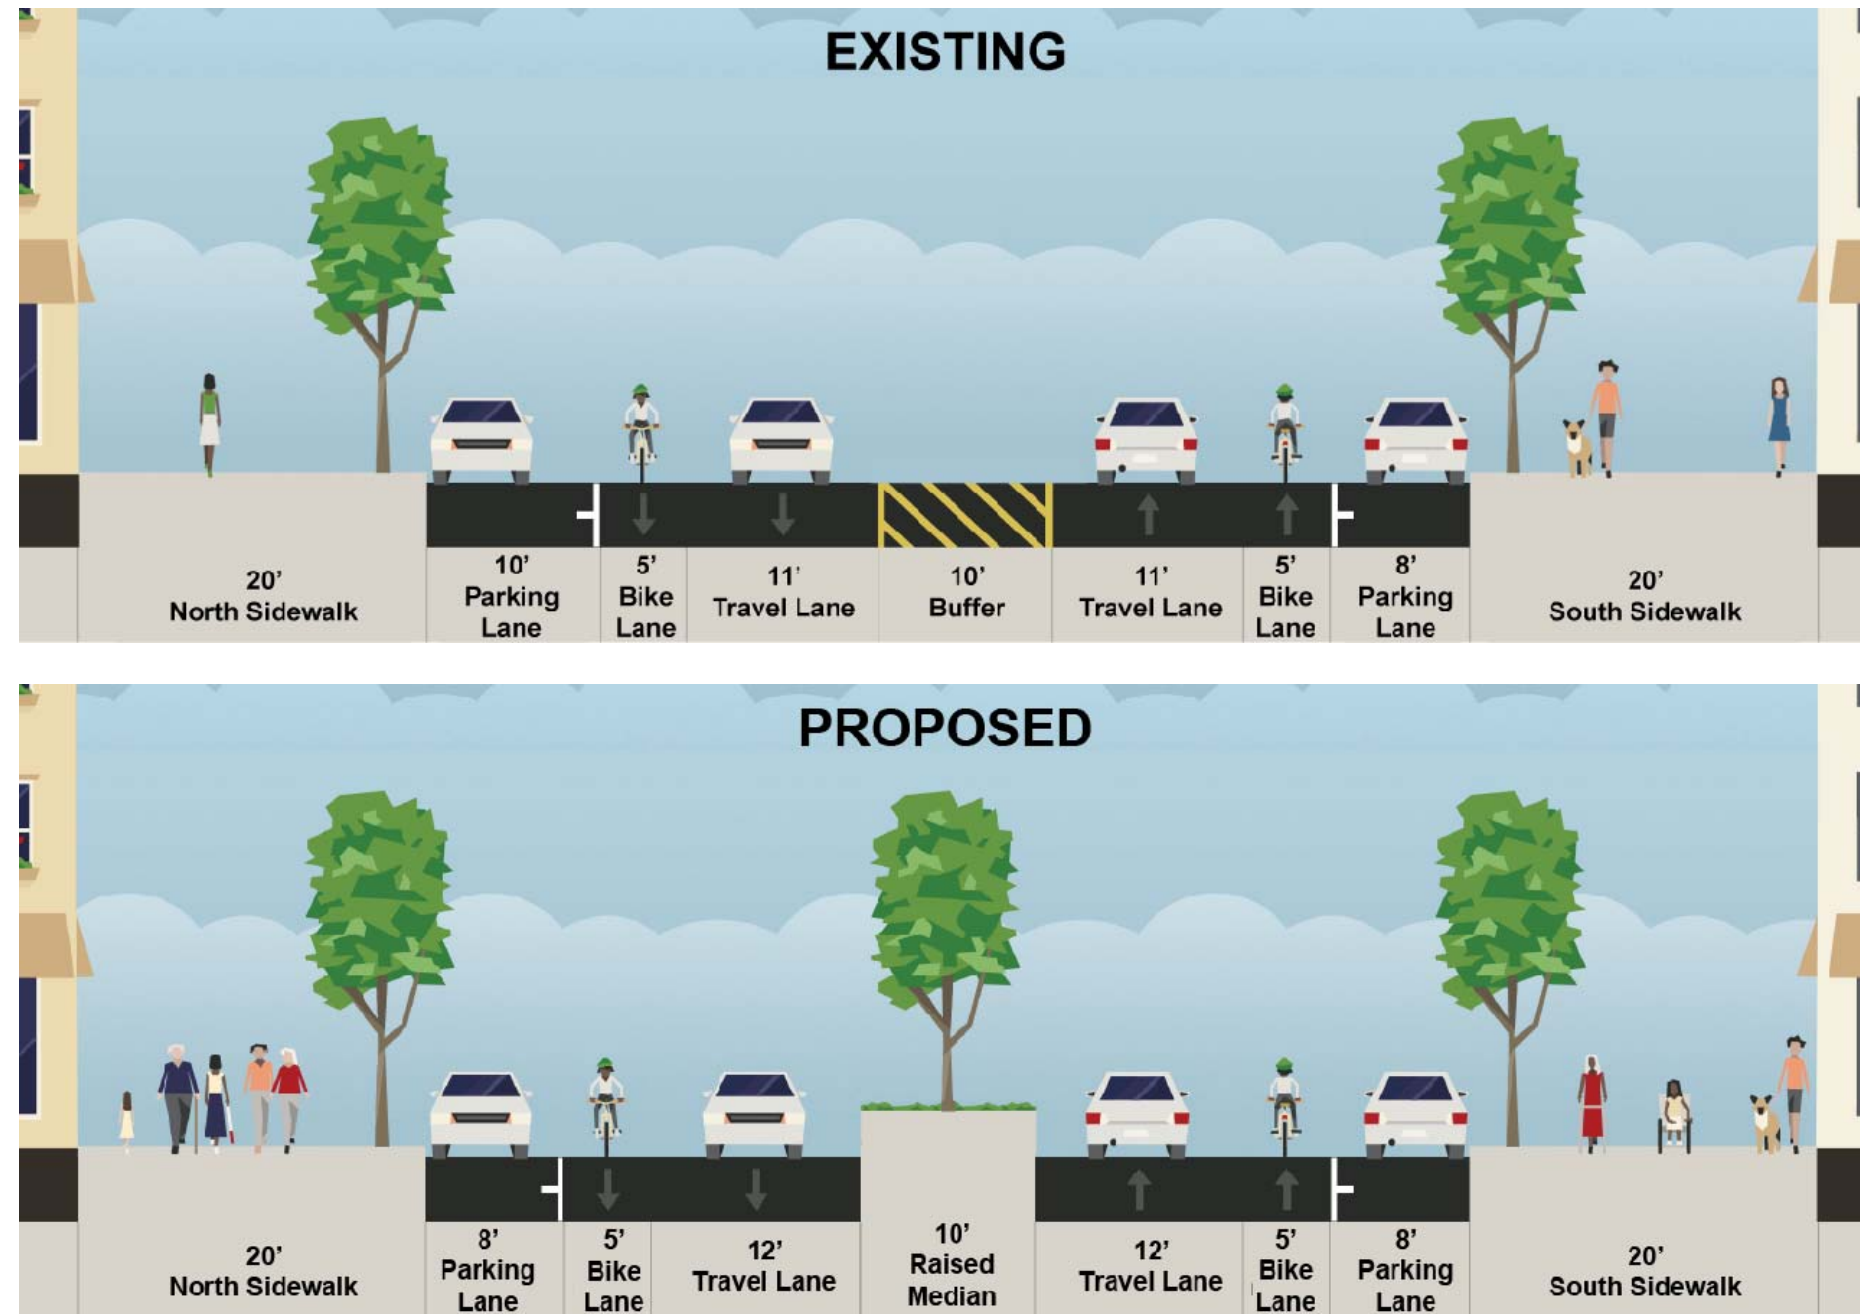 EXISTING
20'
North Sidewalk
10'
Parking
Lane
5'
Bike
Lane
11'
Travel Lane
10'
Buffer
11'
Travel Lane
5'
Bike
Lane
8'
Parking
Lane
20'
South Sidewalk
PROPOSED
20'
North Sidewalk
8'
Parking
Lane
5'
Bike
Lane
12'
Travel Lane
10'
Raised
Median
12'
Travel Lane
5'
Bike
Lane
8'
Parking
Lane
20'
South Sidewalk